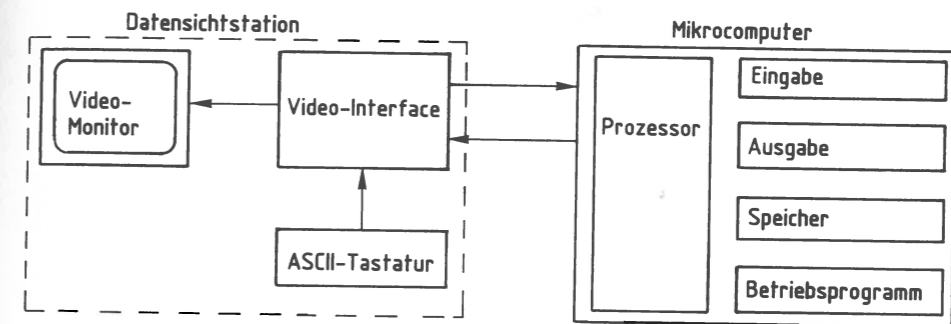 Datensichtstation
Mikrocomputer
Video-
Monitor
Video-Interface
ASCII-Tastatur
Prozessor
Eingabe
Ausgabe
Speicher
Betriebsprogramm